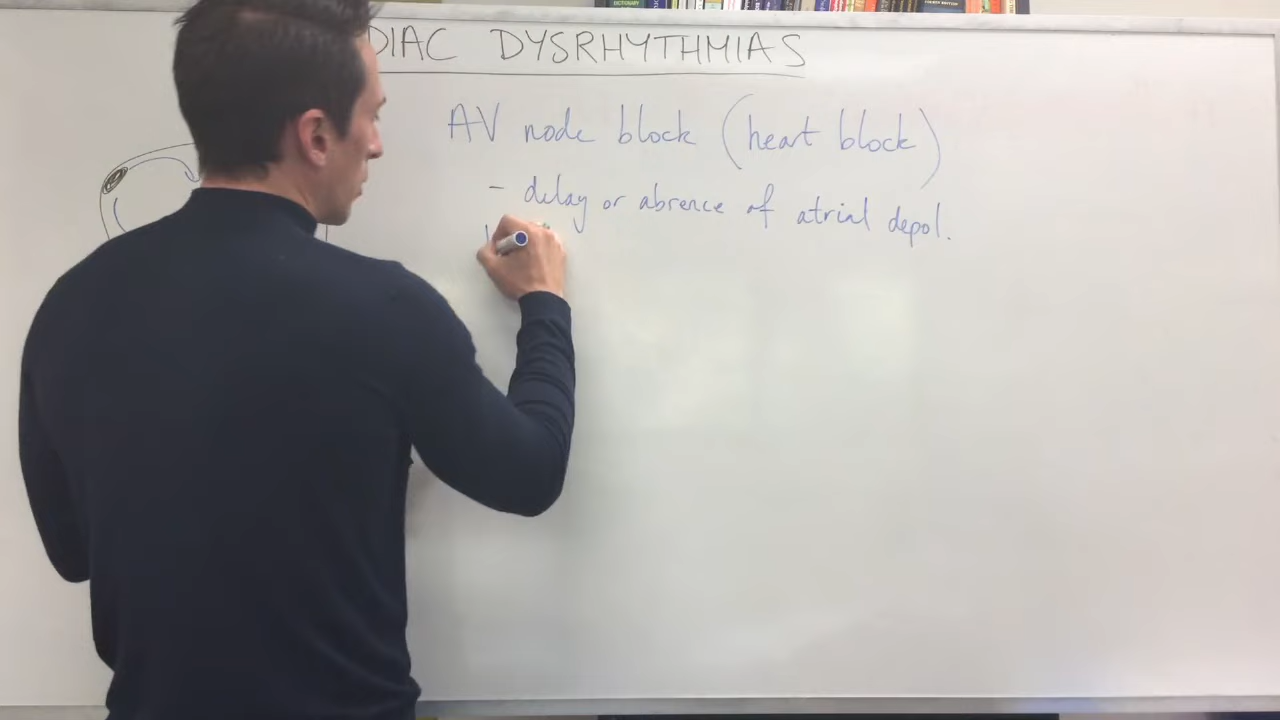 DIAC DYSRHYTHMIAS
AV node block (heart block)
- delay or absence of atrial depol.